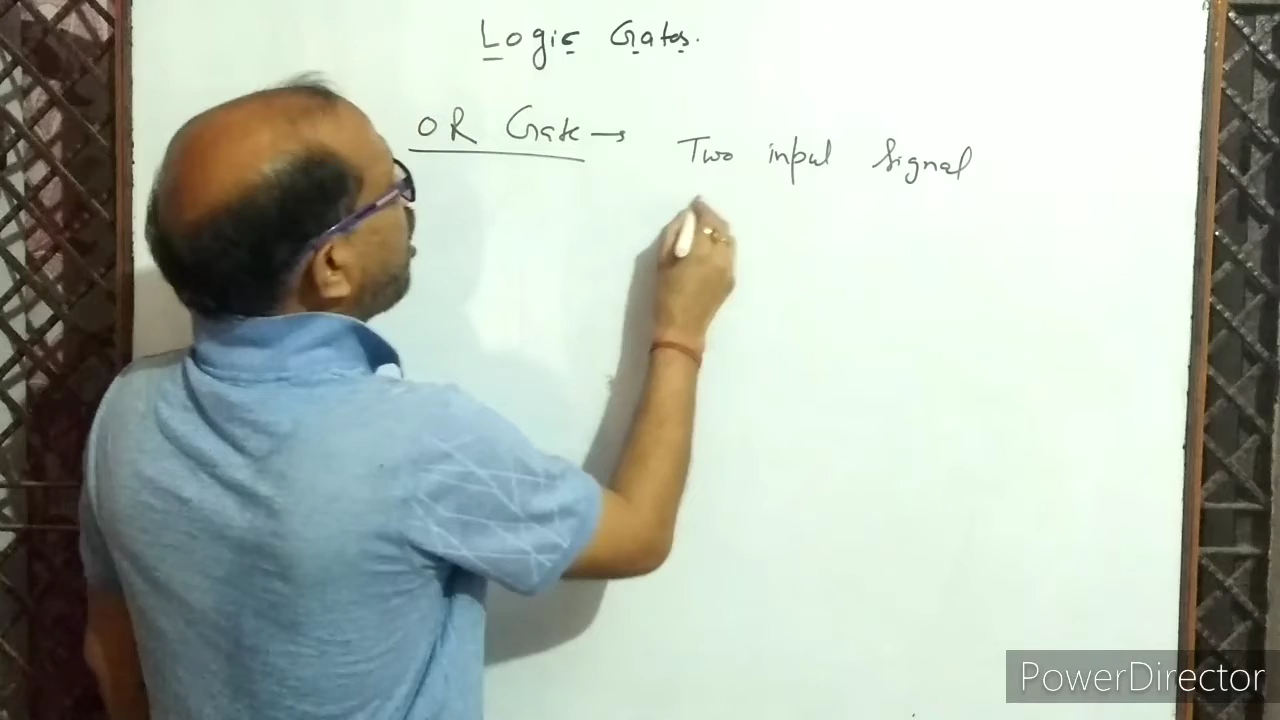 Logic Gates.
OR Gate → Two input Signal
PowerDirector